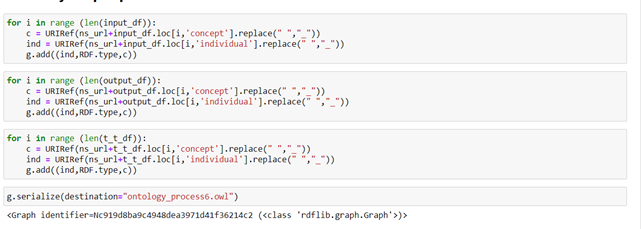 for i in range (len(input_df)):
    c = URIRef(ns_url+input_df.loc[i,'concept'].replace(" ","_"))
    ind = URIRef(ns_url+input_df.loc[i,'individual'].replace(" ","_"))
    g.add((ind,RDF.type,c))
for i in range (len(output_df)):
    c = URIRef(ns_url+output_df.loc[i,'concept'].replace(" ","_"))
    ind = URIRef(ns_url+output_df.loc[i,'individual'].replace(" ","_"))
    g.add((ind,RDF.type,c))
for i in range (len(t_t_df)):
    c = URIRef(ns_url+t_t_df.loc[i,'concept'].replace(" ","_"))
    ind = URIRef(ns_url+t_t_df.loc[i,'individual'].replace(" ","_"))
    g.add((ind,RDF.type,c))
g.serialize(destination="ontology_process6.owl")
<Graph identifier=Nc919d8ba9c4948dea3971d41f36214c2 (<class 'rdflib.graph.Graph'>)>